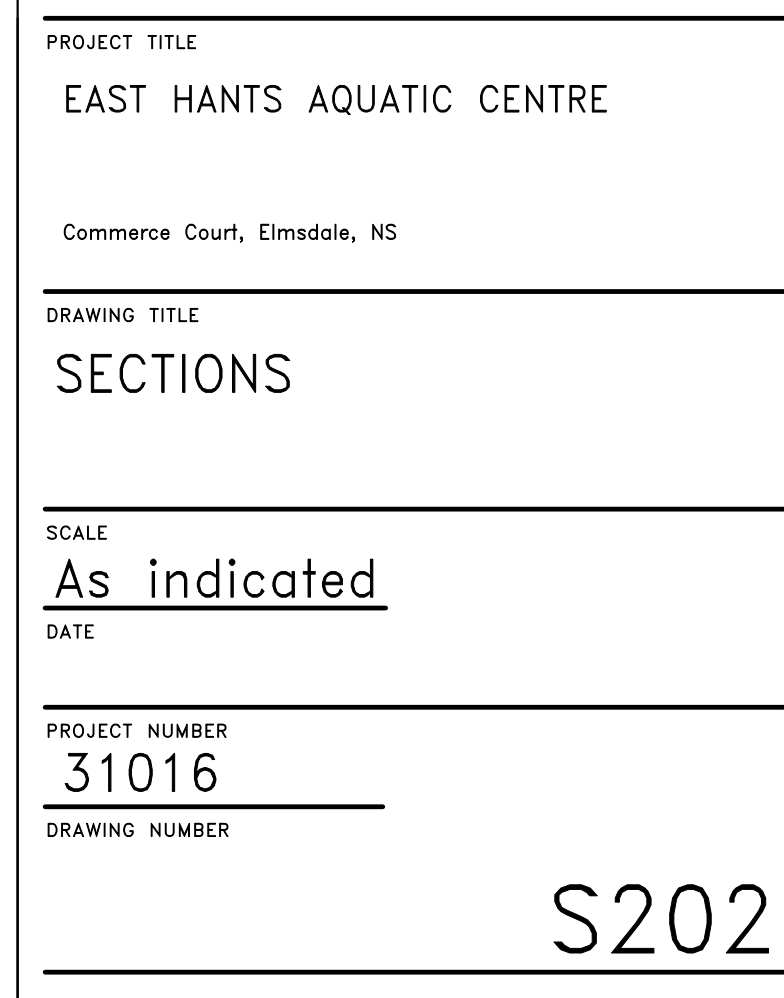 PROJECT TITLE
EAST HANTS AQUATIC CENTRE
Commerce Court, Elmsdale, NS
DRAWING TITLE
SECTIONS
SCALE
As indicated
DATE
PROJECT NUMBER
31016
DRAWING NUMBER
S202